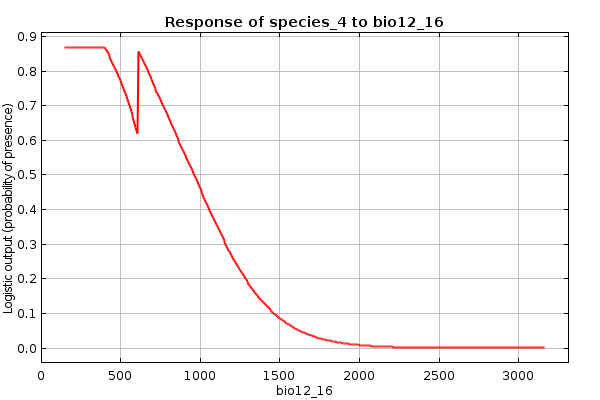 Response of species_4 to bio12_16
Logistic output (probability of presence)
0.9
0.8
0.7
0.6
0.5
0.4
0.3
0.2
0.1
0.0
0 500 1000 1500 2000 2500 3000
bio12_16